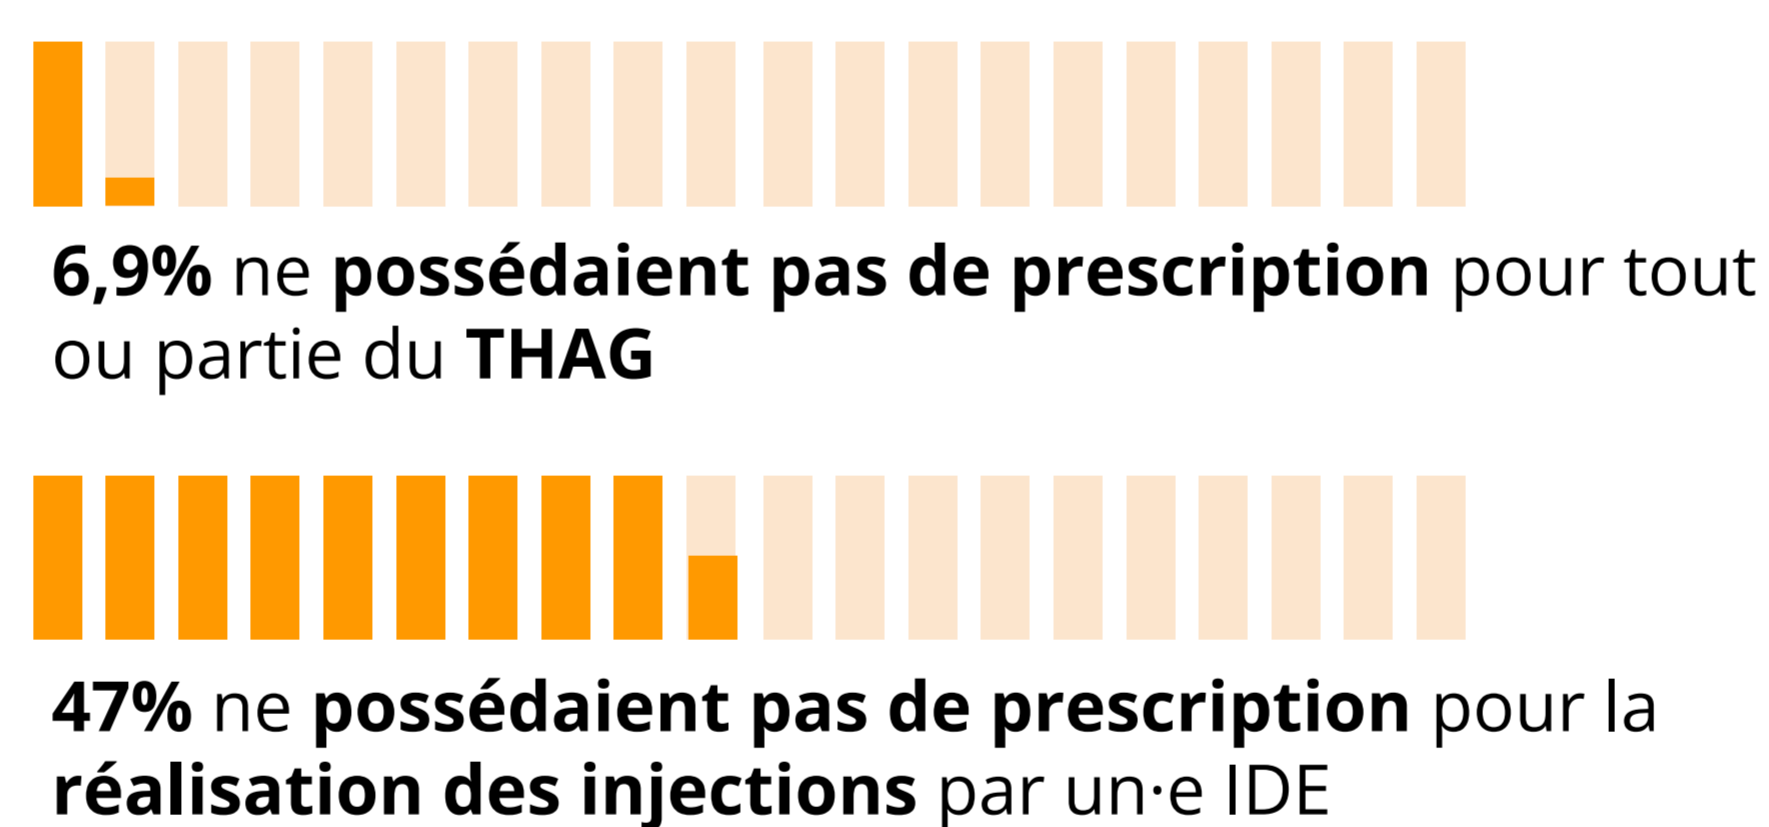 6,9% ne possédaient pas de prescription pour tout
ou partie du THAG
47% ne possédaient pas de prescription pour la
réalisation des injections par un·e IDE